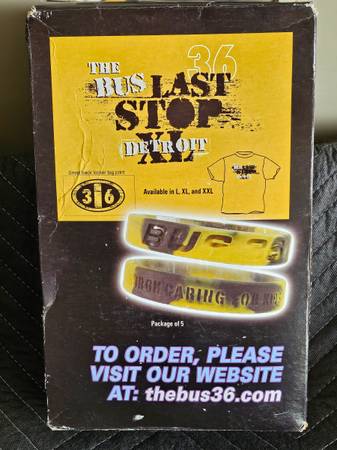 36
THE
BUS LAST
STOP
DETROIT
XL
36
Available in L, XL, and XXL
BUS 36
Package of 5
TO ORDER, PLEASE
VISIT OUR WEBSITE
AT: thebus36.com